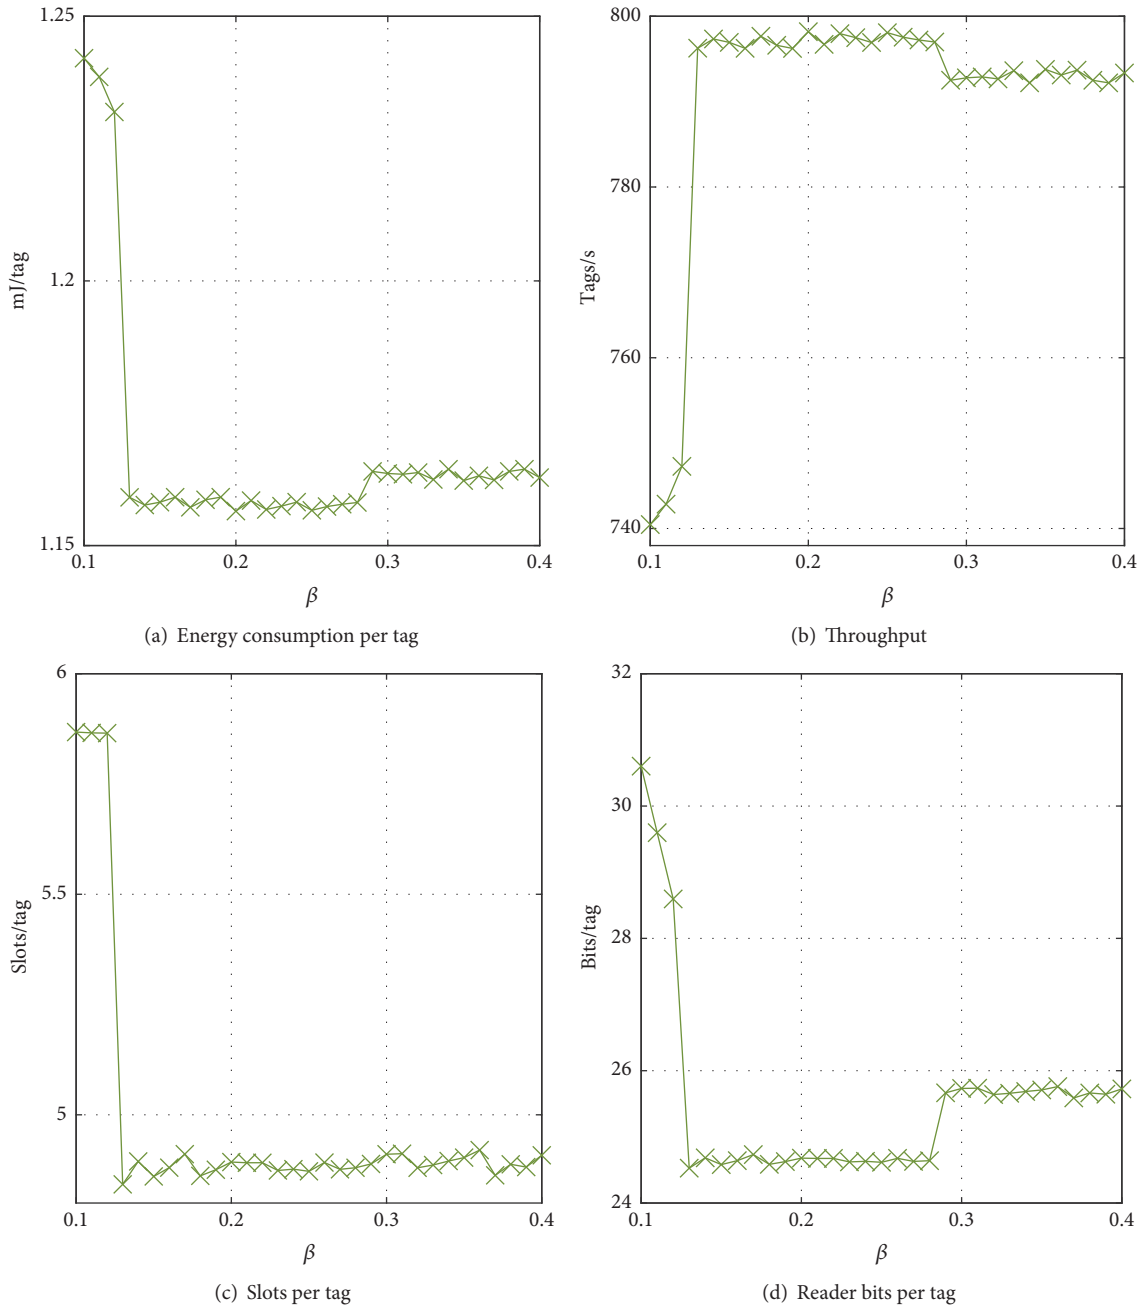 1.25
1.2
1.15
mJ/tag
0.1 0.2 0.3 0.4
β
(a) Energy consumption per tag
800
780
760
740
Tags/s
0.1 0.2 0.3 0.4
β
(b) Throughput
6
5.5
5
Slots/tag
0.1 0.2 0.3 0.4
β
(c) Slots per tag
32
30
28
26
24
Bits/tag
0.1 0.2 0.3 0.4
β
(d) Reader bits per tag